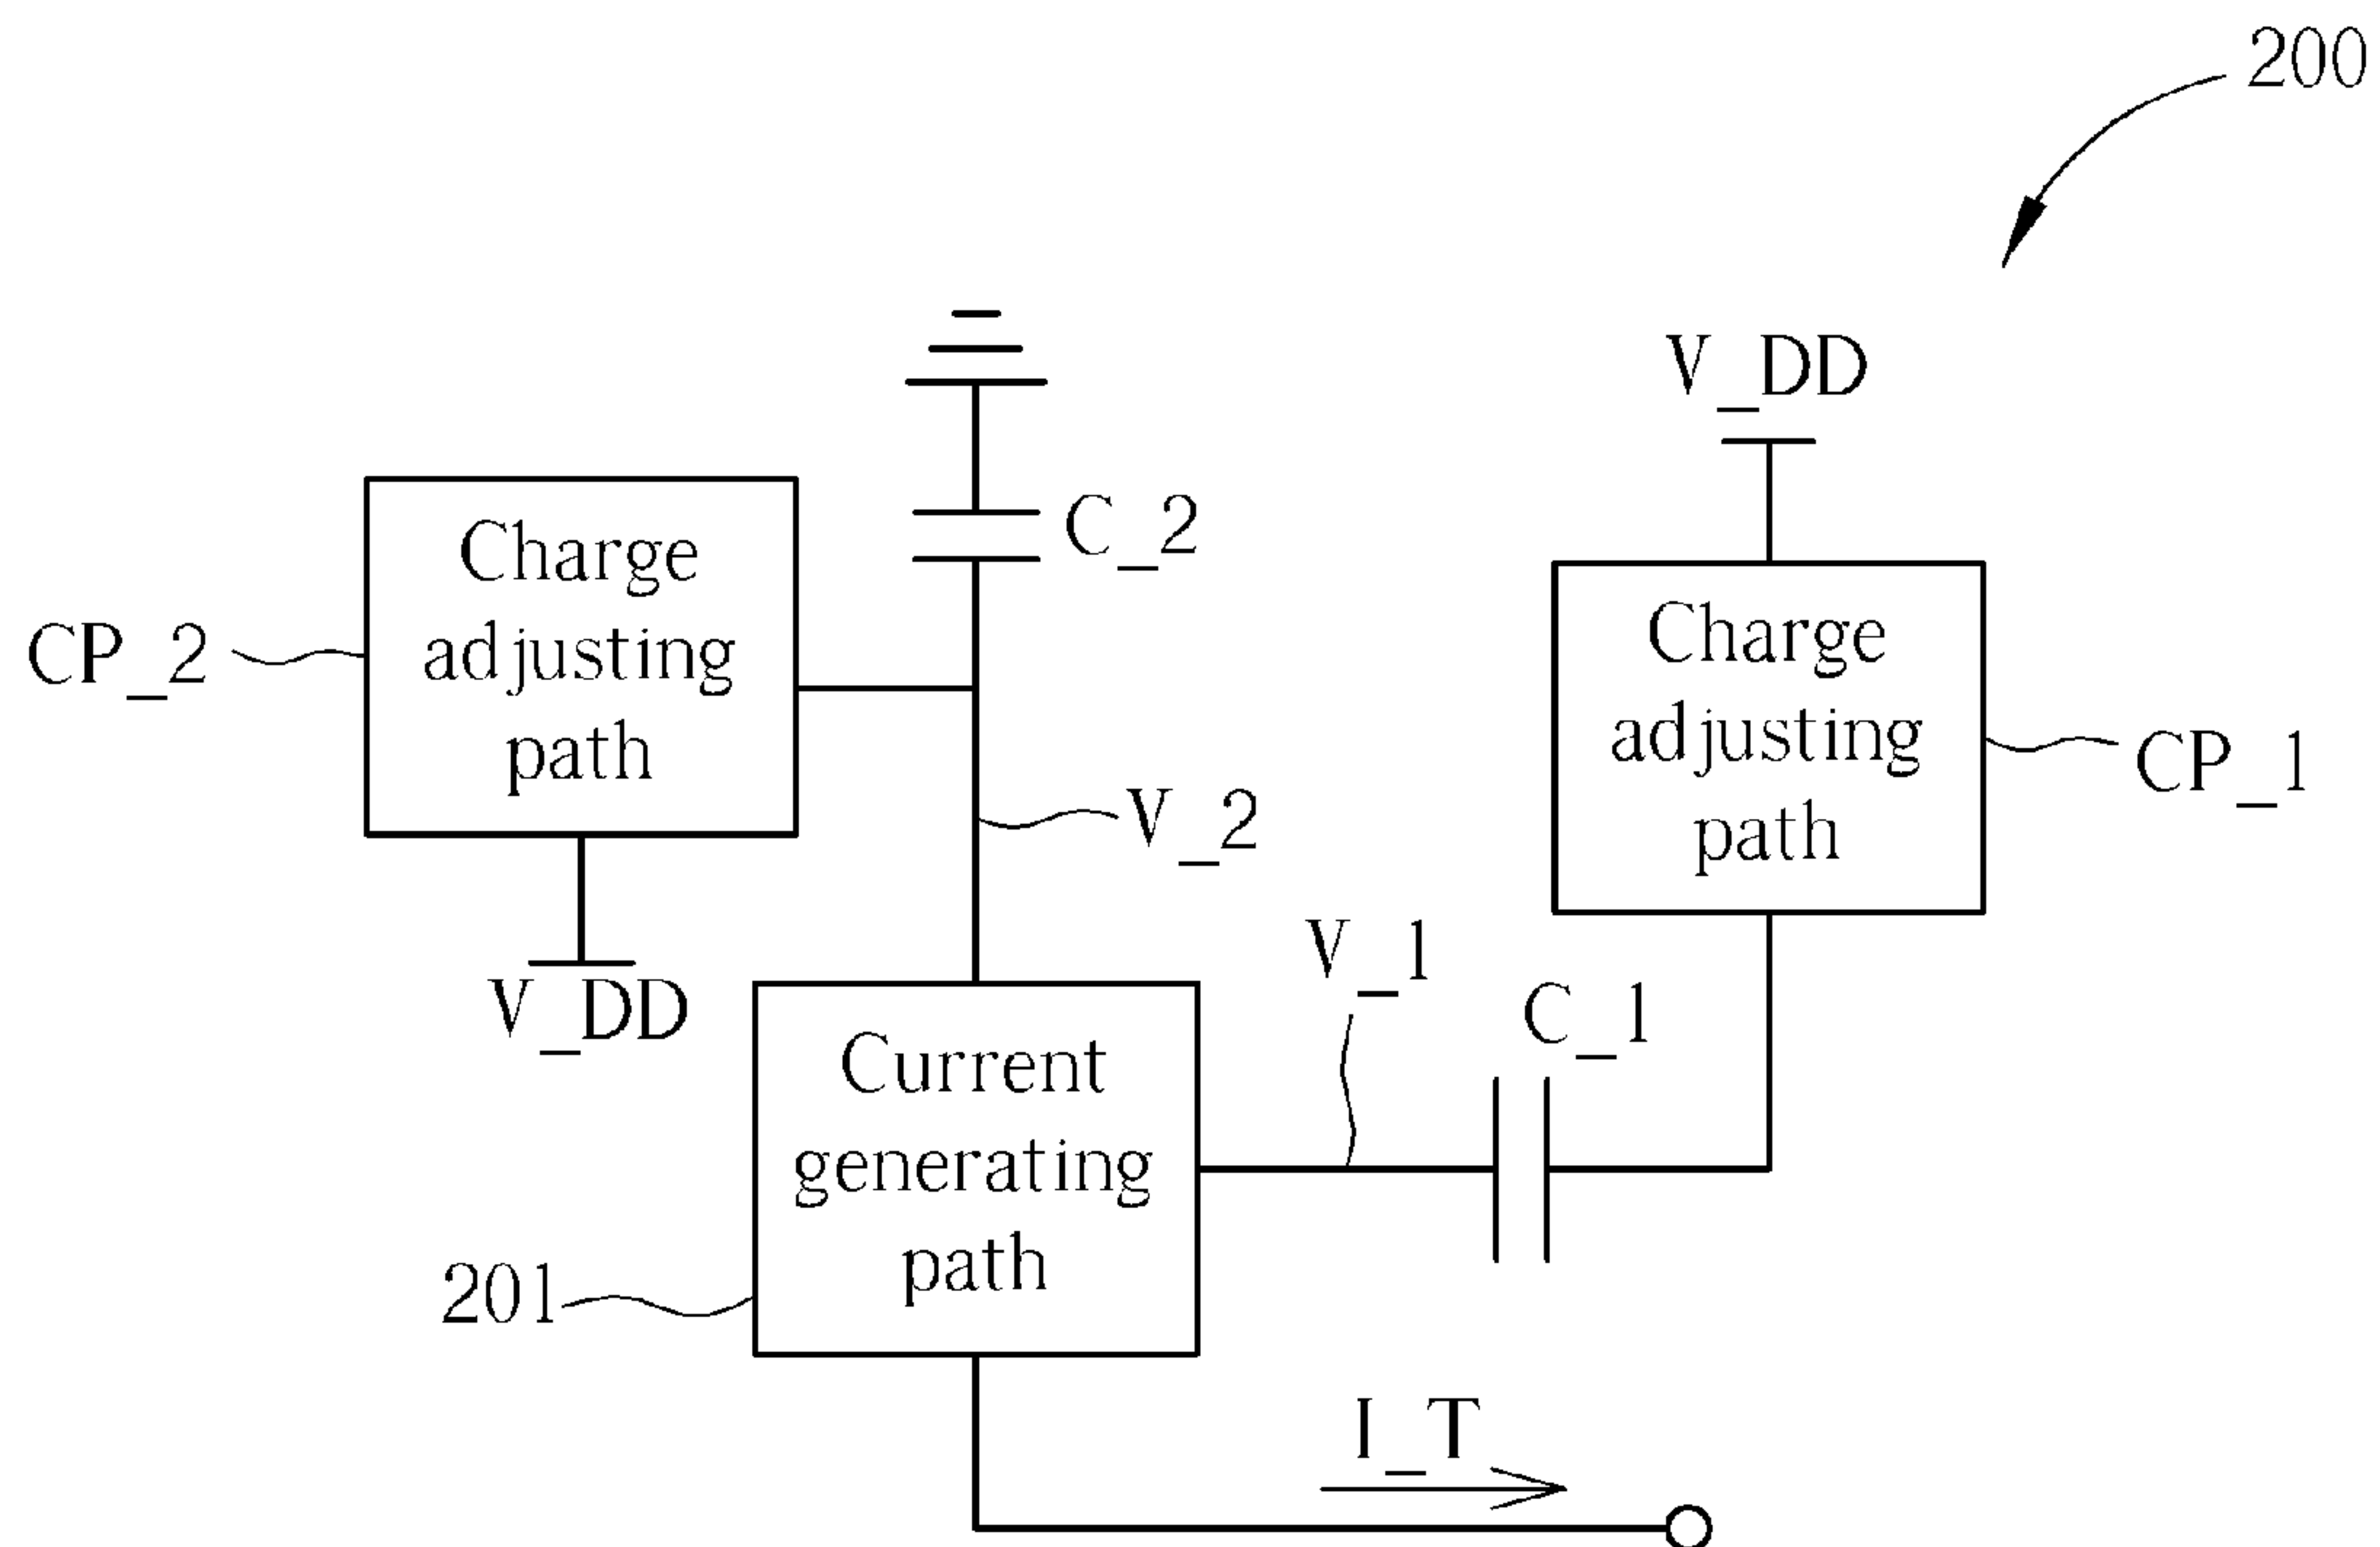 200
V_DD
C_2
Charge
adjusting
path
CP_2
Charge
adjusting
path
CP_1
V_2
V_1
V_DD
C_1
Current
generating
path
201
I_T